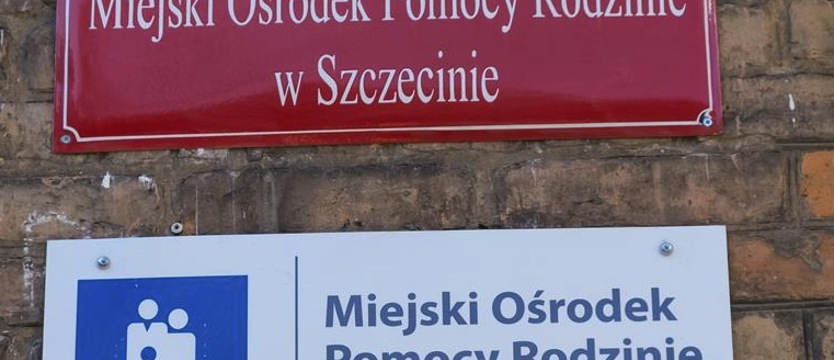 Miejski Ośrodek Pomocy Rodzinie
w Szczecinie
Miejski Ośrodek
Pomocy Rodzinie